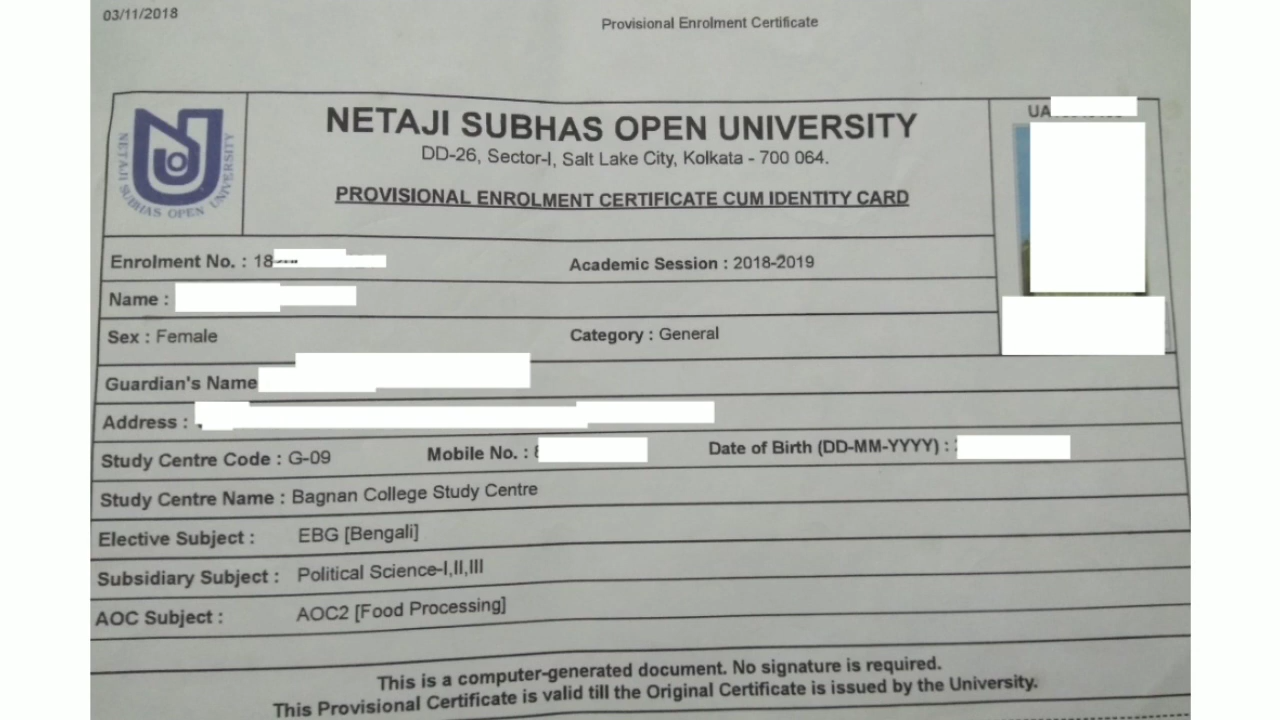 03/11/2018
Provisional Enrolment Certificate
NETAJI SUBHAS OPEN UNIVERSITY
NETAJI SUBHAS OPEN UNIVERSITY
DD-26, Sector-I, Salt Lake City, Kolkata - 700 064.
PROVISIONAL ENROLMENT CERTIFICATE CUM IDENTITY CARD
UA
Enrolment No. : 18
Academic Session : 2018-2019
Name :
Sex : Female
Category : General
Guardian's Name
Address :
Study Centre Code : G-09
Mobile No. :
Date of Birth (DD-MM-YYYY) :
Study Centre Name : Bagnan College Study Centre
Elective Subject : EBG [Bengali]
Subsidiary Subject : Political Science-I,II,III
AOC Subject : AOC2 [Food Processing]
This is a computer-generated document. No signature is required.
This Provisional Certificate is valid till the Original Certificate is issued by the University.